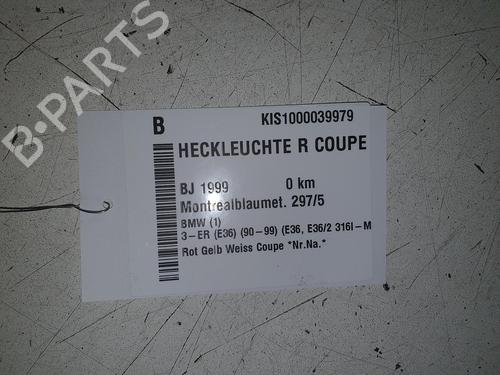 B·PARTS
B KIS1000039979
HECKLEUCHTE R COUPE
BJ 1999 0 km
Montrealblaumet. 297/5
BMW (1)
3-ER (E36) (90-99) (E36, E36/2 316I-M
Rot Gelb Weiss Coupe *Nr.Na.*